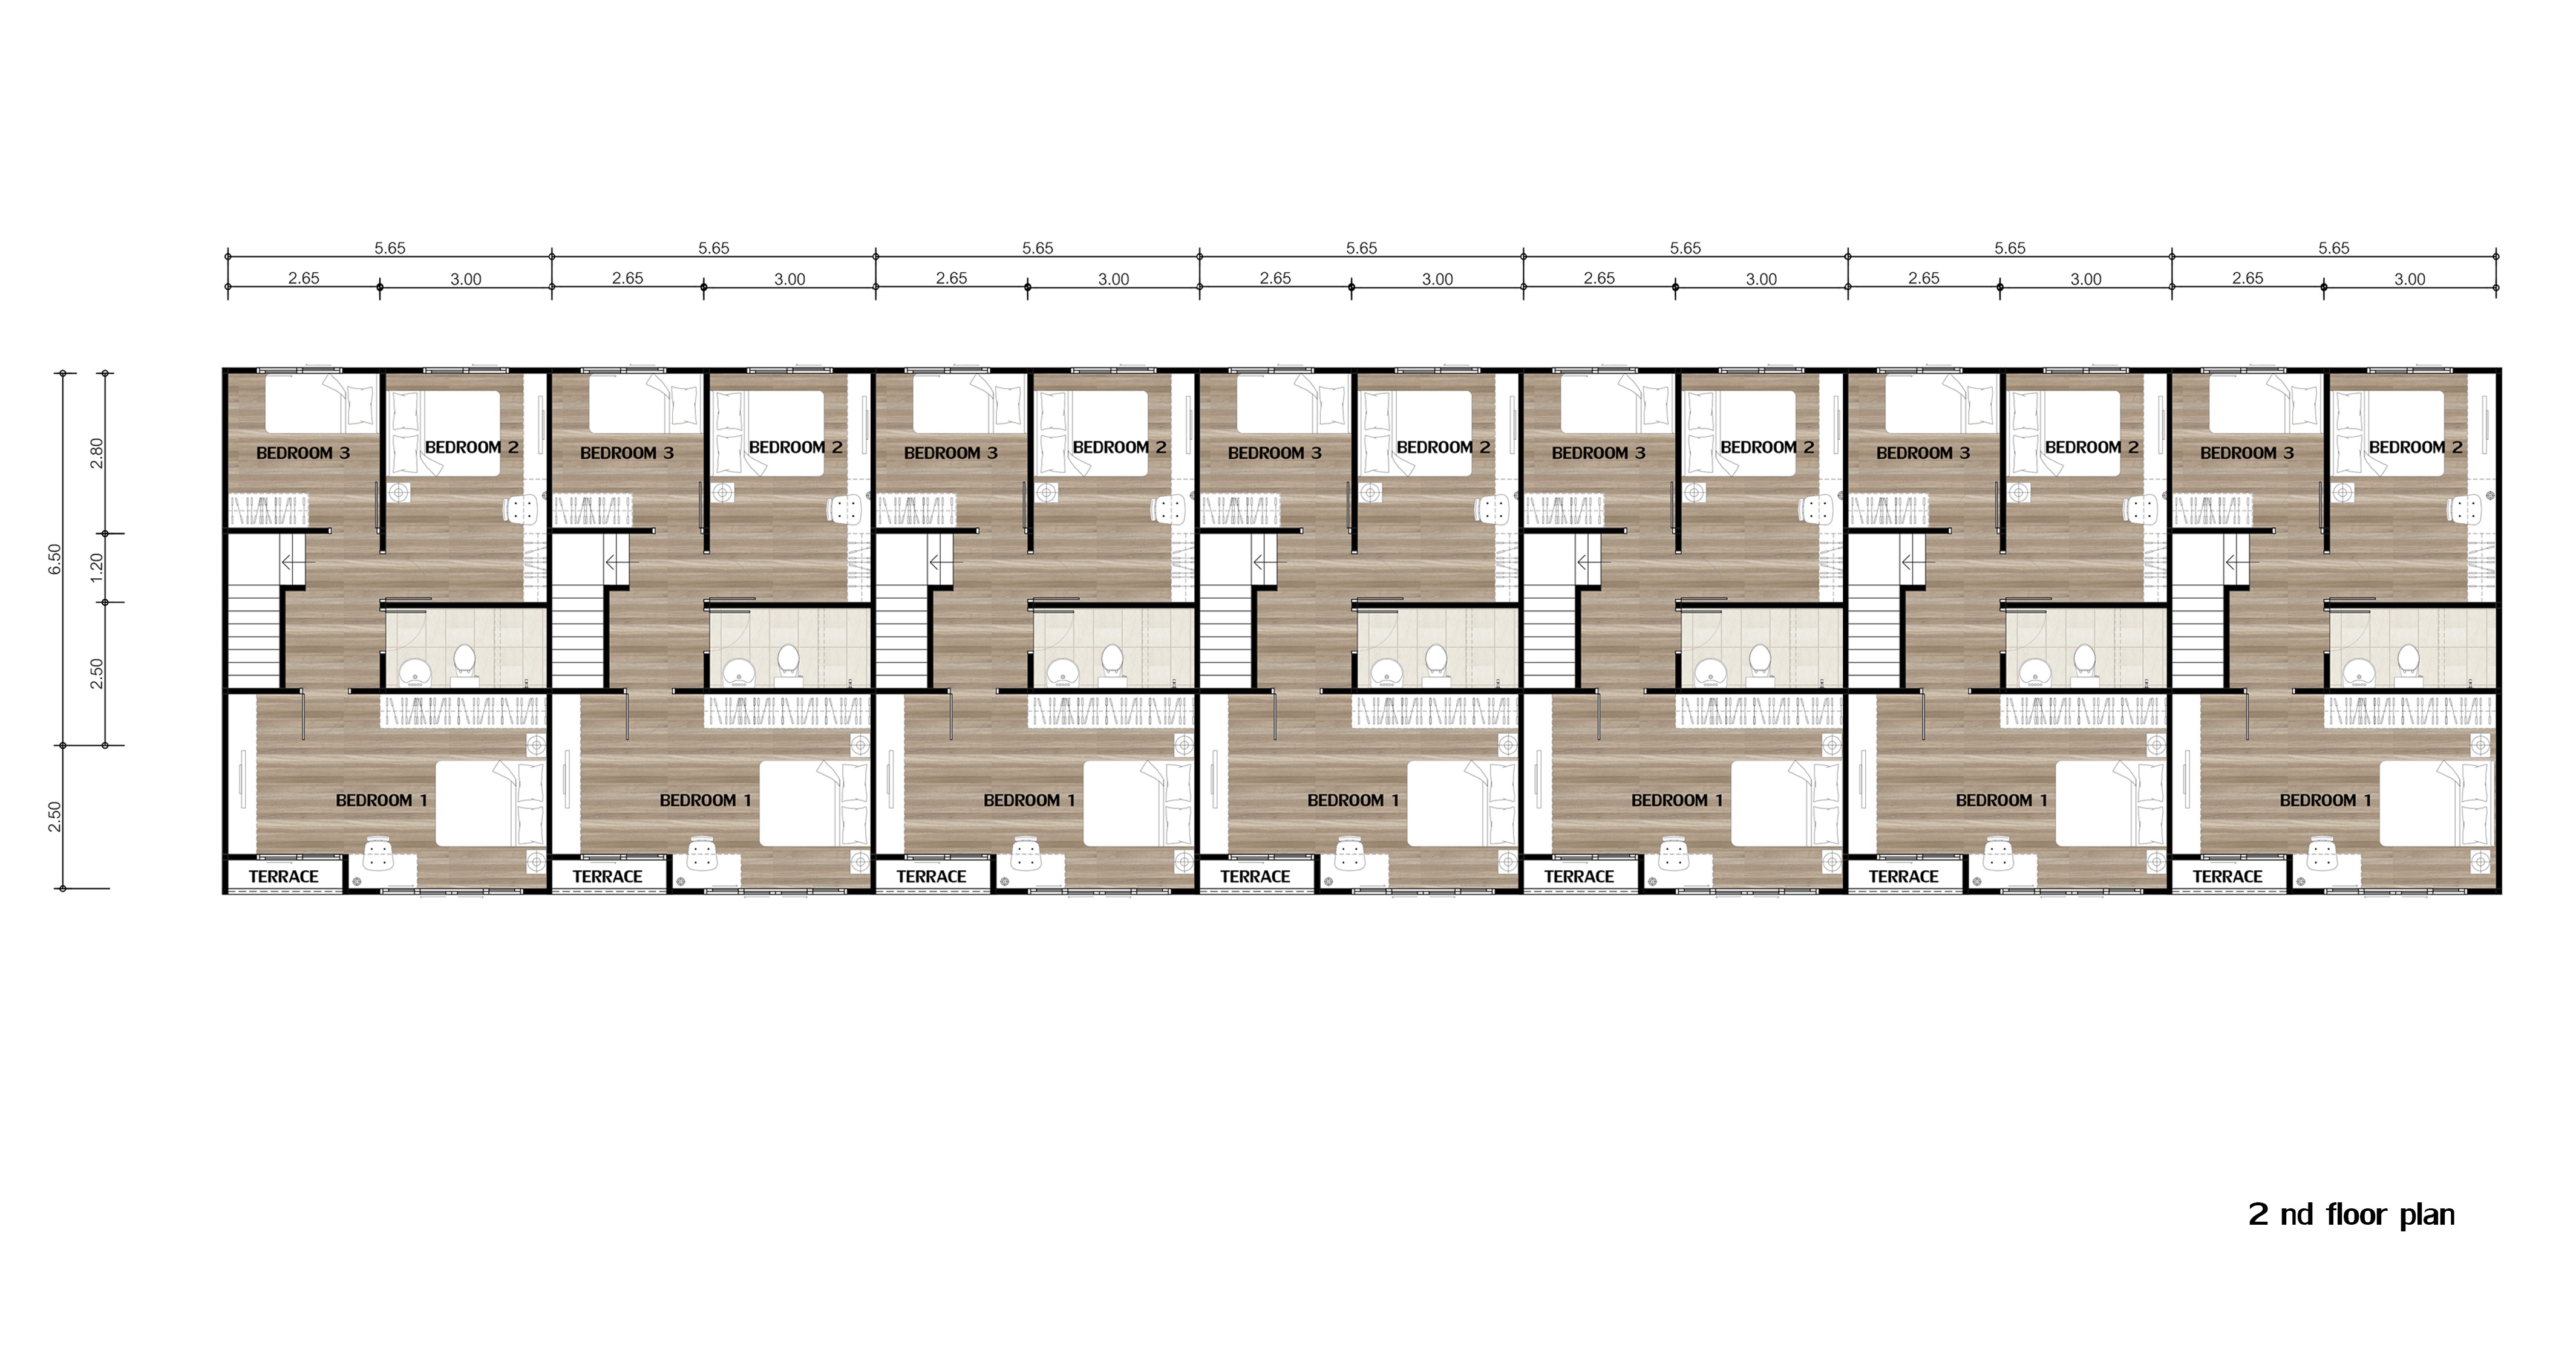 5.65 5.65 5.65 5.65 5.65 5.65 5.65
2.65 3.00 2.65 3.00 2.65 3.00 2.65 3.00 2.65 3.00 2.65 3.00 2.65 3.00
6.50
2.50
2.80
1.20
2.50
BEDROOM 3 BEDROOM 2 BEDROOM 3 BEDROOM 2 BEDROOM 3 BEDROOM 2 BEDROOM 3 BEDROOM 2 BEDROOM 3 BEDROOM 2 BEDROOM 3 BEDROOM 2 BEDROOM 3 BEDROOM 2
BEDROOM 1 BEDROOM 1 BEDROOM 1 BEDROOM 1 BEDROOM 1 BEDROOM 1 BEDROOM 1
TERRACE TERRACE TERRACE TERRACE TERRACE TERRACE TERRACE
2 nd floor plan